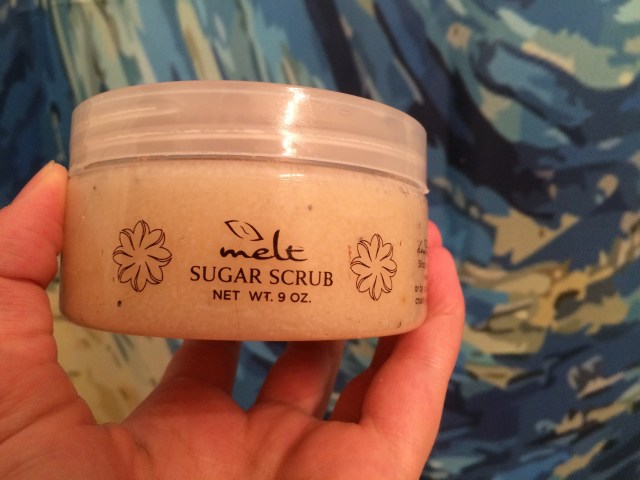 melt
SUGAR SCRUB
NET WT. 9 OZ.